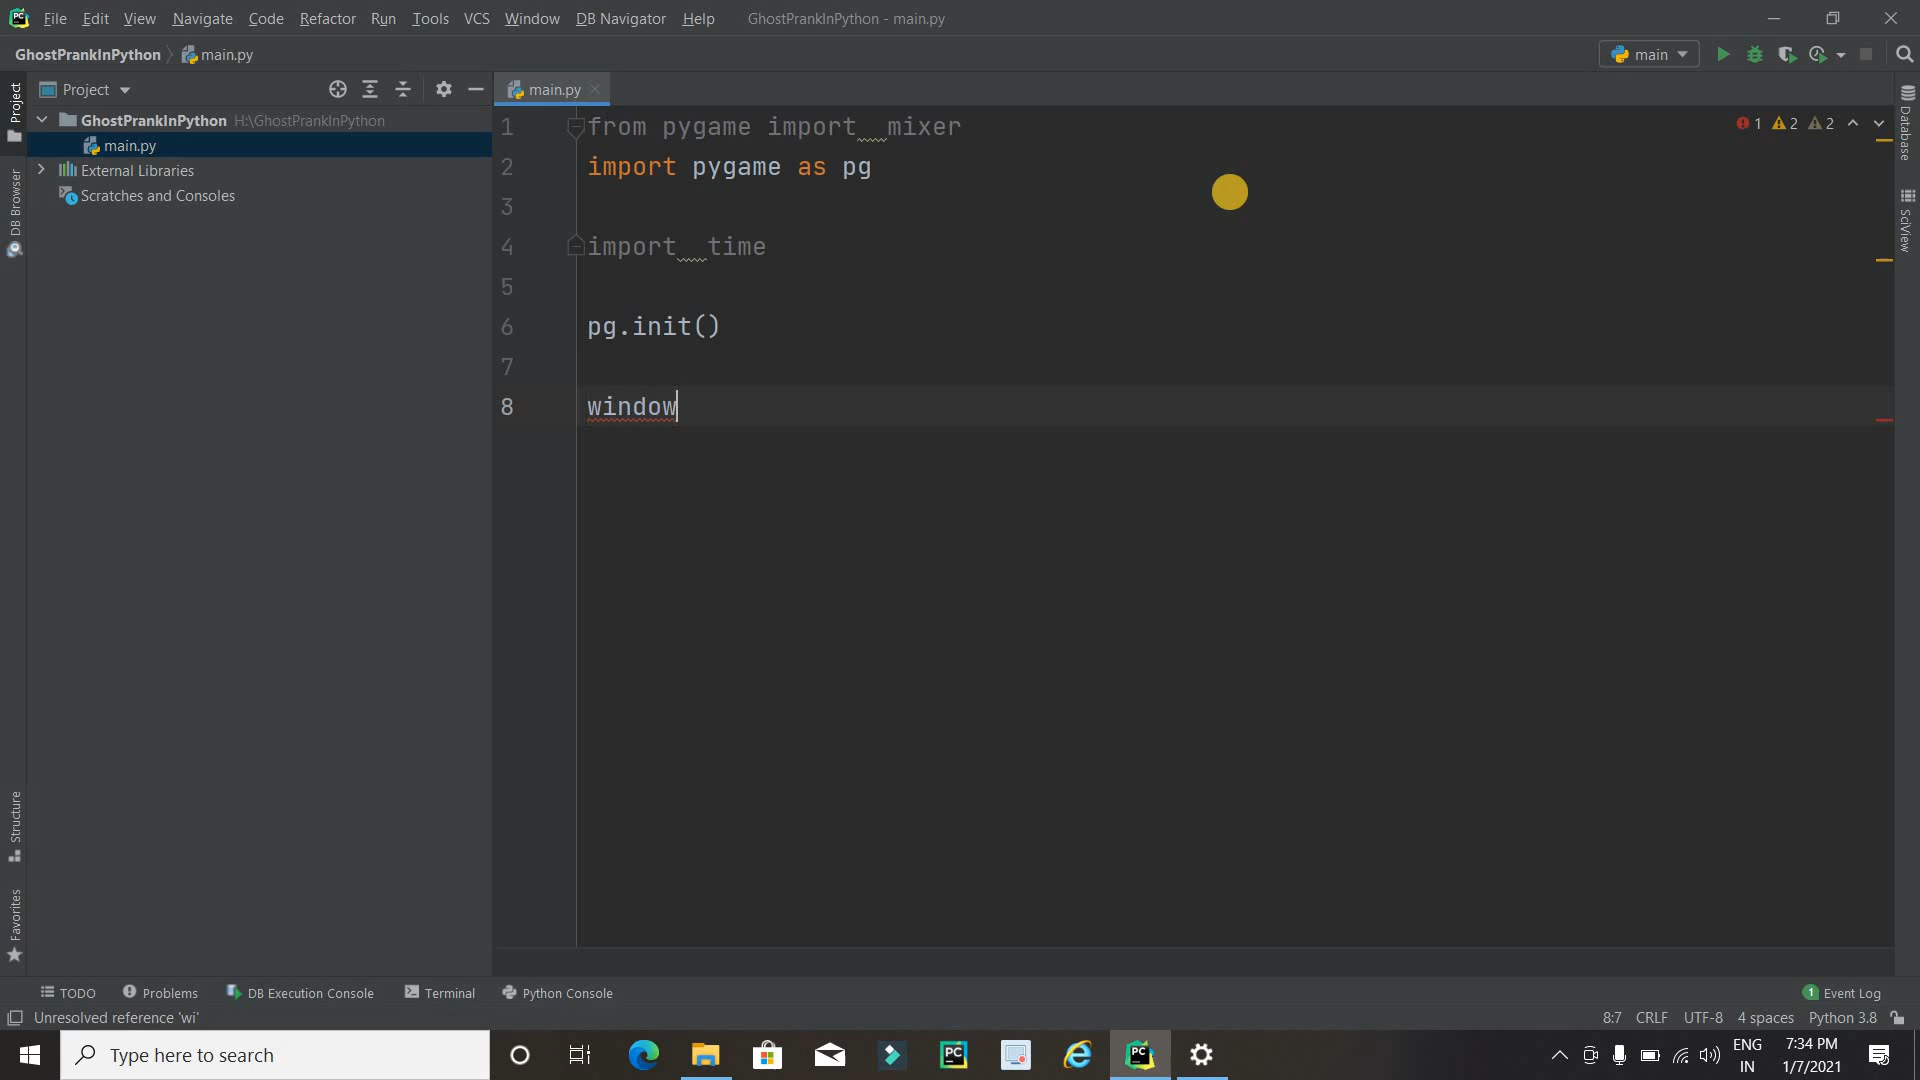 File Edit View Navigate Code Refactor Run Tools VCS Window DB Navigator Help GhostPrankInPython - main.py
GhostPrankInPython main.py main
Project
main.py
GhostPrankInPython H:\GhostPrankInPython
main.py
External Libraries
Scratches and Consoles
1 from pygame import  mixer
2 import pygame as pg
3
4 import  time
5
6 pg.init()
7
8 window
1 2 2
Project
DB Browser
Structure
Favorites
Database
SciView
TODO Problems DB Execution Console Terminal Python Console 1 Event Log
Unresolved reference 'wi' 8:7 CRLF UTF-8 4 spaces Python 3.8
Type here to search
PC
PC
ENG
IN
7:34 PM
1/7/2021